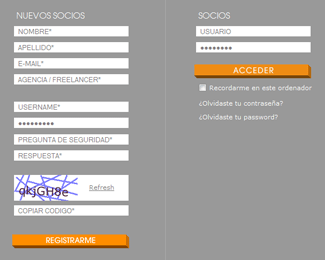 NUEVOS SOCIOS
NOMBRE*
APELLIDO*
E-MAIL*
AGENCIA / FREELANCER*
USERNAME*
●●●●●●●●●
PREGUNTA DE SEGURIDAD*
RESPUESTA*
qkjGH8e
Refresh
COPIAR CODIGO*
REGISTRARME
SOCIOS
USUARIO
●●●●●●●●
ACCEDER
Recordarme en este ordenador
¿Olvidaste tu contraseña?
¿Olvidaste tu password?